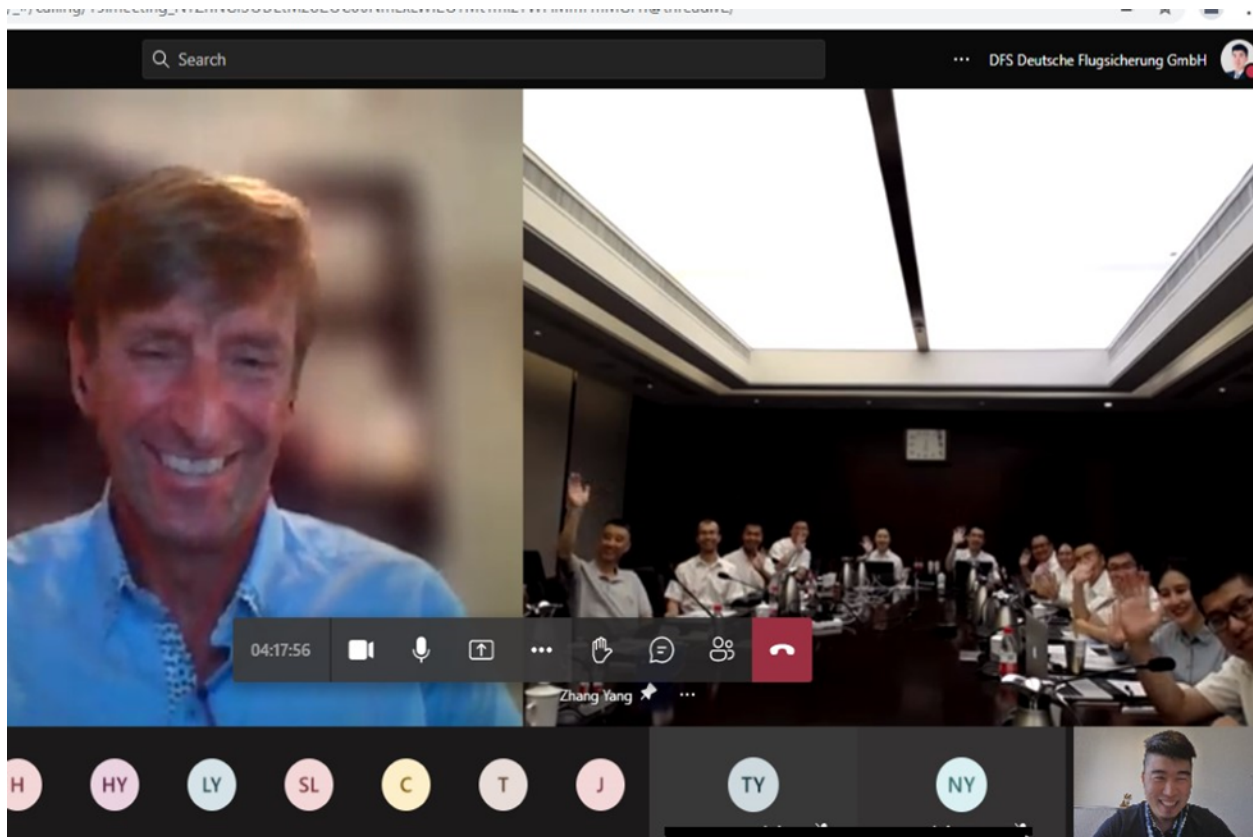 Search
··· DFS Deutsche Flugsicherung GmbH
04:17:56
Zhang Yang
H HY LY SL C T J TY NY